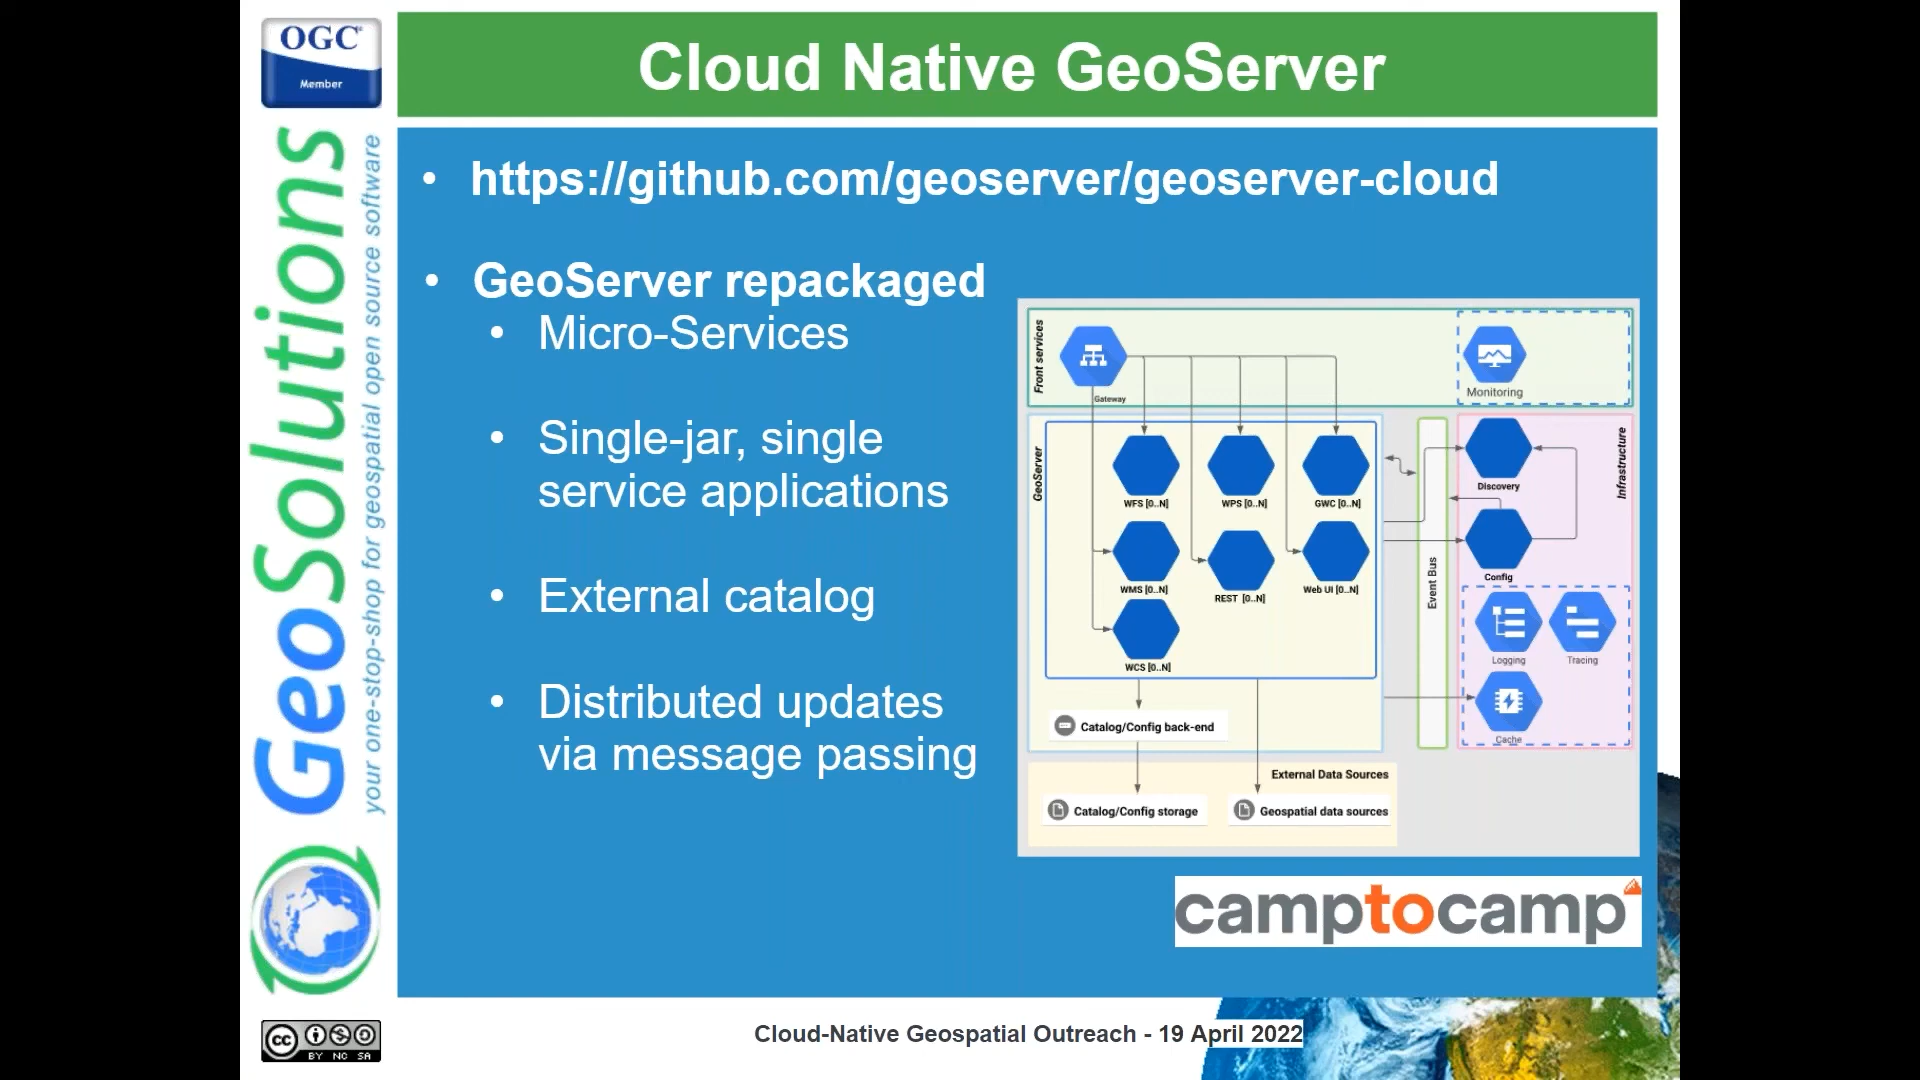 OGC
Member
Cloud Native GeoServer
GeoSolutions
your one-stop-shop for geospatial open source software
• https://github.com/geoserver/geoserver-cloud
• GeoServer repackaged
• Micro-Services
• Single-jar, single
service applications
• External catalog
• Distributed updates
via message passing
Front services
Gateway
Monitoring
GeoServer
WFS [0..N]
WPS [0..N]
GWC [0..N]
WMS [0..N]
REST [0..N]
Web UI [0..N]
WCS [0..N]
Catalog/Config back-end
Event Bus
Infrastructure
Discovery
Config
Logging
Tracing
Cache
External Data Sources
Catalog/Config storage
Geospatial data sources
camptocamp
cc
BY NC SA
Cloud-Native Geospatial Outreach - 19 April 2022